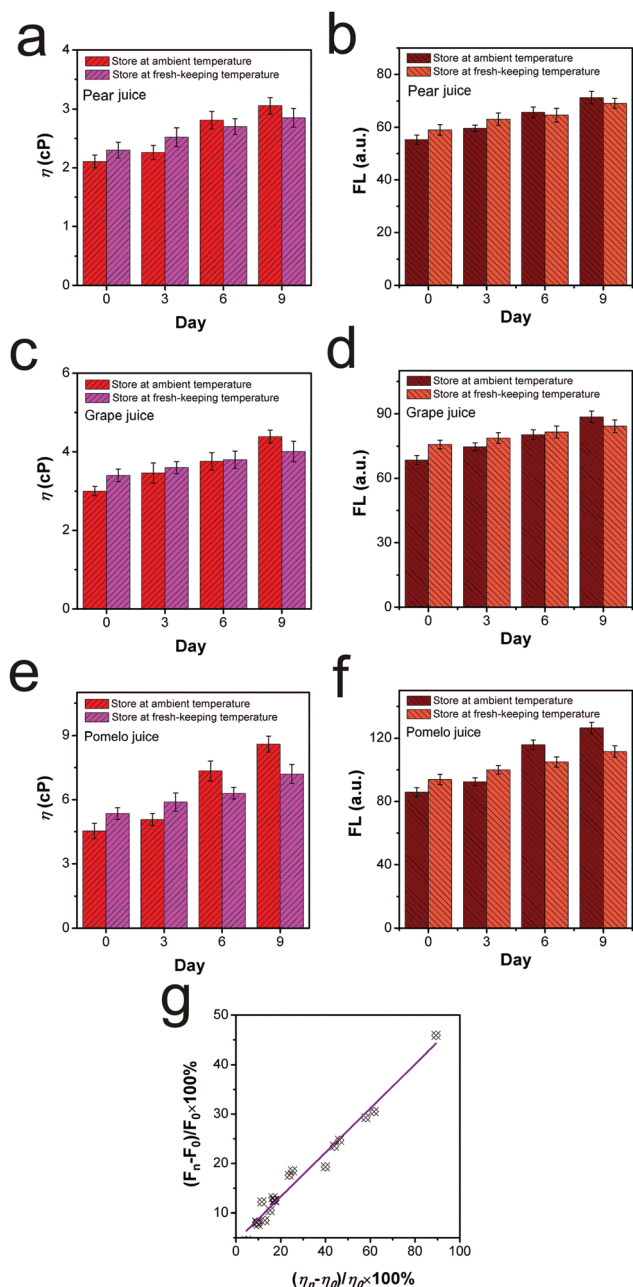 a
4
Store at ambient temperature
Store at fresh-keeping temperature
Pear juice
3
2
1
0
η (cP)
0 3 6 9
Day
b
90
Store at ambient temperature
Store at fresh-keeping temperature
Pear juice
60
30
0
FL (a.u.)
0 3 6 9
Day
c
6
Store at ambient temperature
Store at fresh-keeping temperature
Grape juice
4
2
0
η (cP)
0 3 6 9
Day
d
Store at ambient temperature
Store at fresh-keeping temperature
Grape juice
90
60
30
0
FL (a.u.)
0 3 6 9
Day
e
Store at ambient temperature
Store at fresh-keeping temperature
Pomelo juice
9
6
3
0
η (cP)
0 3 6 9
Day
f
Store at ambient temperature
Store at fresh-keeping temperature
Pomelo juice
120
80
40
0
FL (a.u.)
0 3 6 9
Day
g
50
40
30
20
10
(Fn-F0)/F0×100%
0 20 40 60 80 100
(ηn-η0)/η0×100%